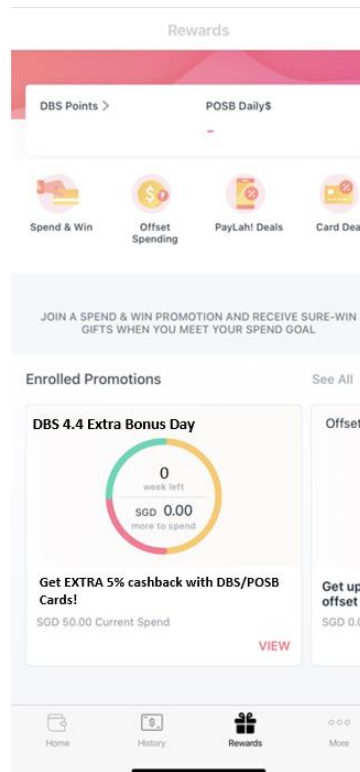 Rewards
DBS Points >
POSB Daily$
-
Spend & Win
Offset
Spending
PayLah! Deals
Card Dea
JOIN A SPEND & WIN PROMOTION AND RECEIVE SURE-WIN
GIFTS WHEN YOU MEET YOUR SPEND GOAL
Enrolled Promotions
See All
DBS 4.4 Extra Bonus Day
0
week left
SGD 0.00
more to spend
Get EXTRA 5% cashback with DBS/POSB
Cards!
SGD 50.00 Current Spend
VIEW
Offset
Get up
offset
SGD 0.0
Home
History
Rewards
More